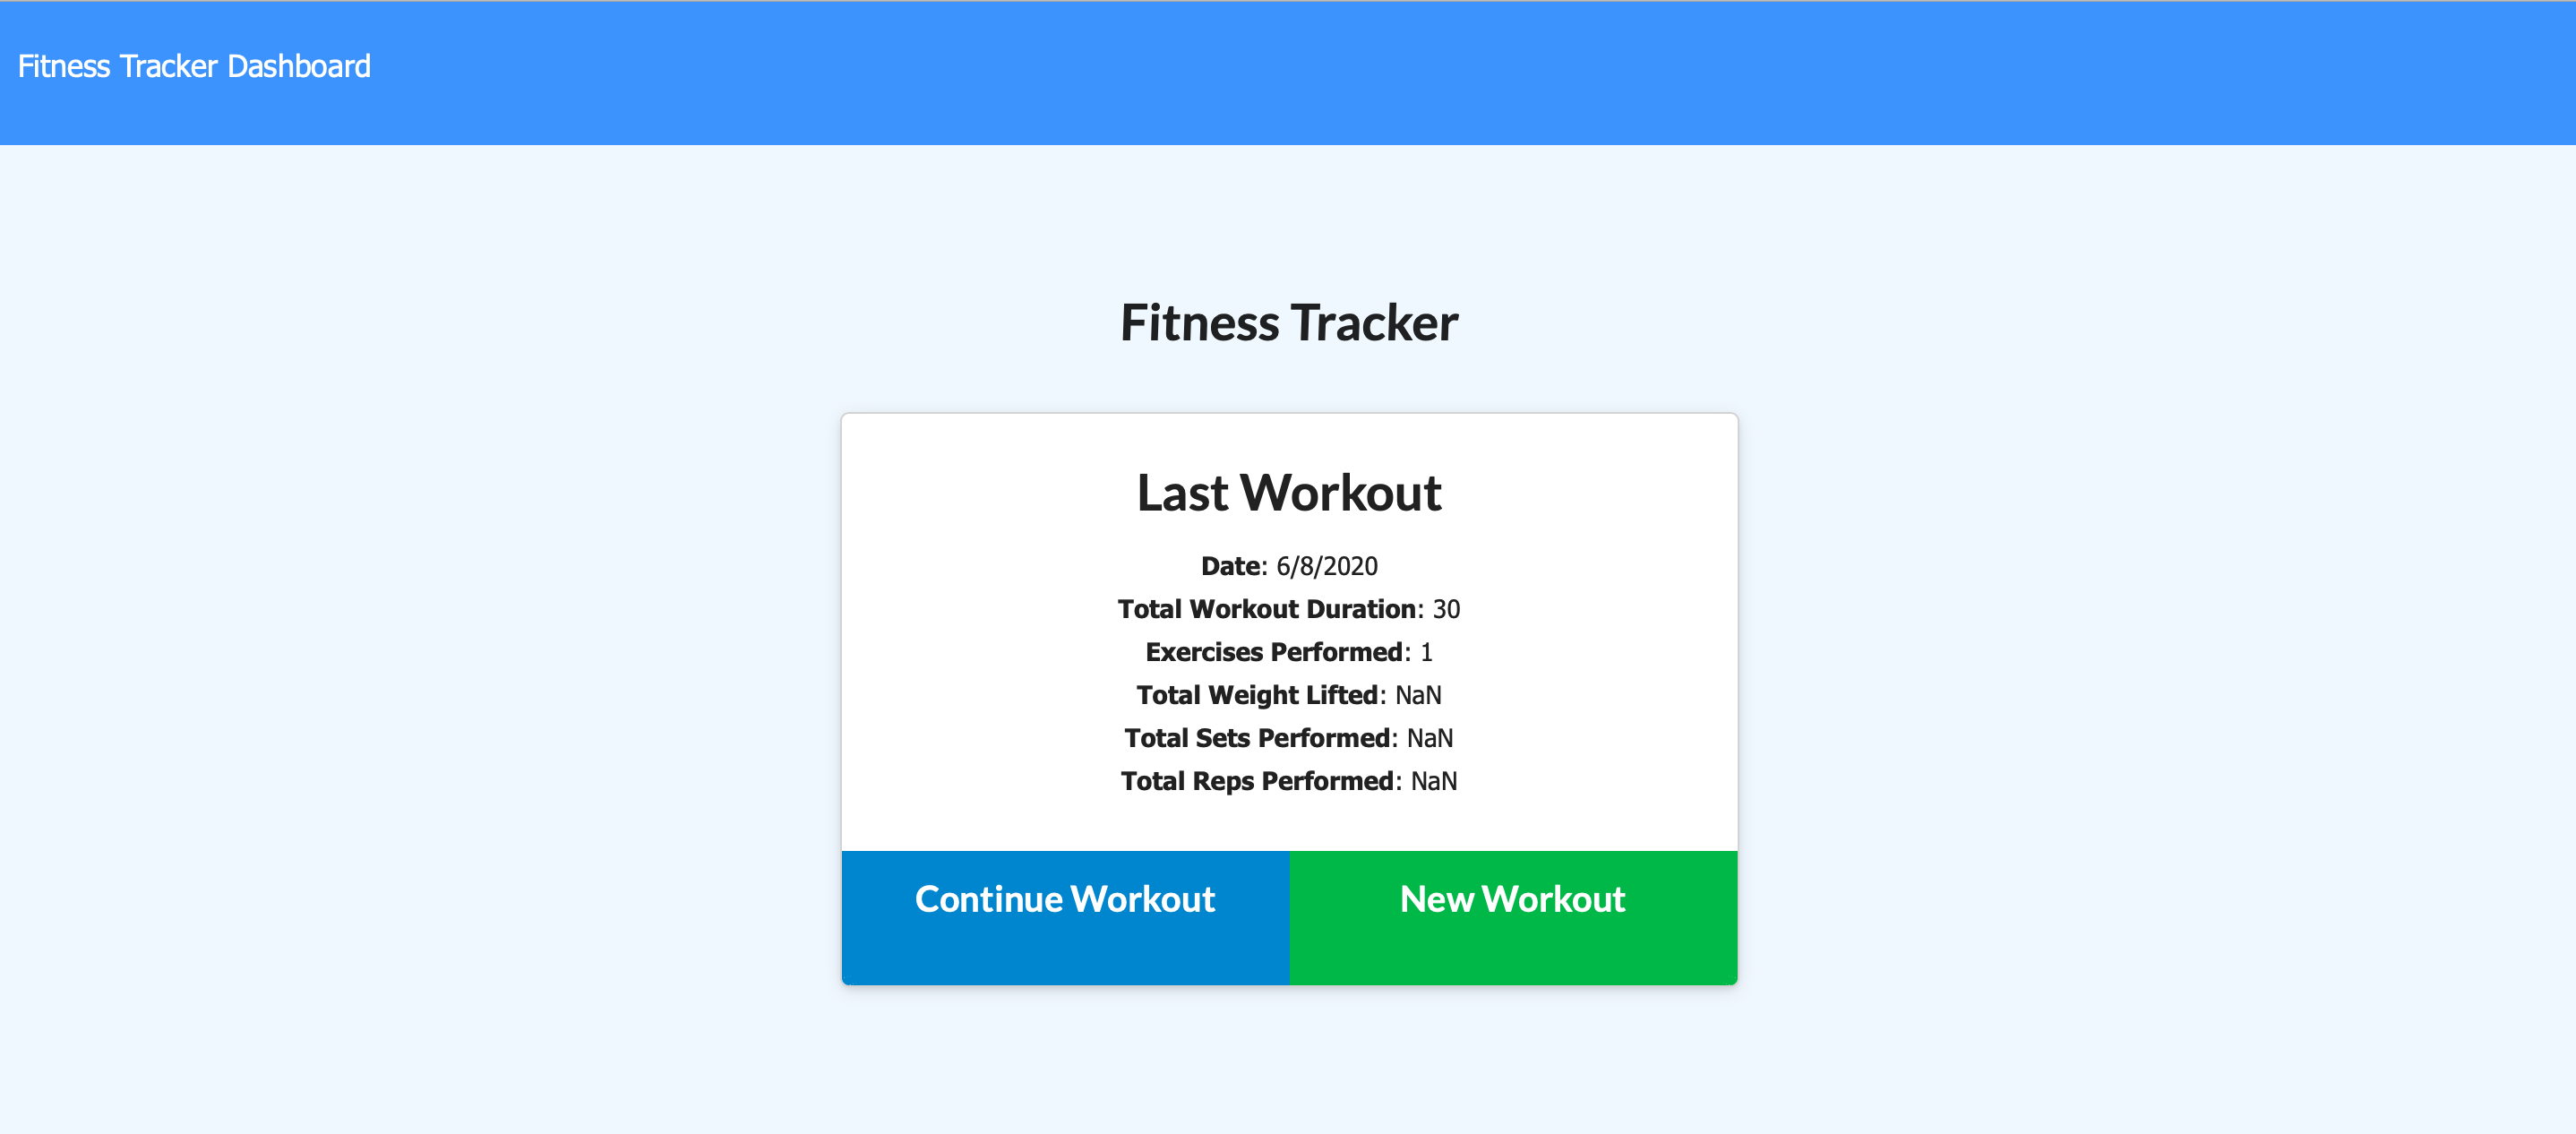 Fitness Tracker Dashboard
Fitness Tracker
Last Workout
Date: 6/8/2020
Total Workout Duration: 30
Exercises Performed: 1
Total Weight Lifted: NaN
Total Sets Performed: NaN
Total Reps Performed: NaN
Continue Workout New Workout